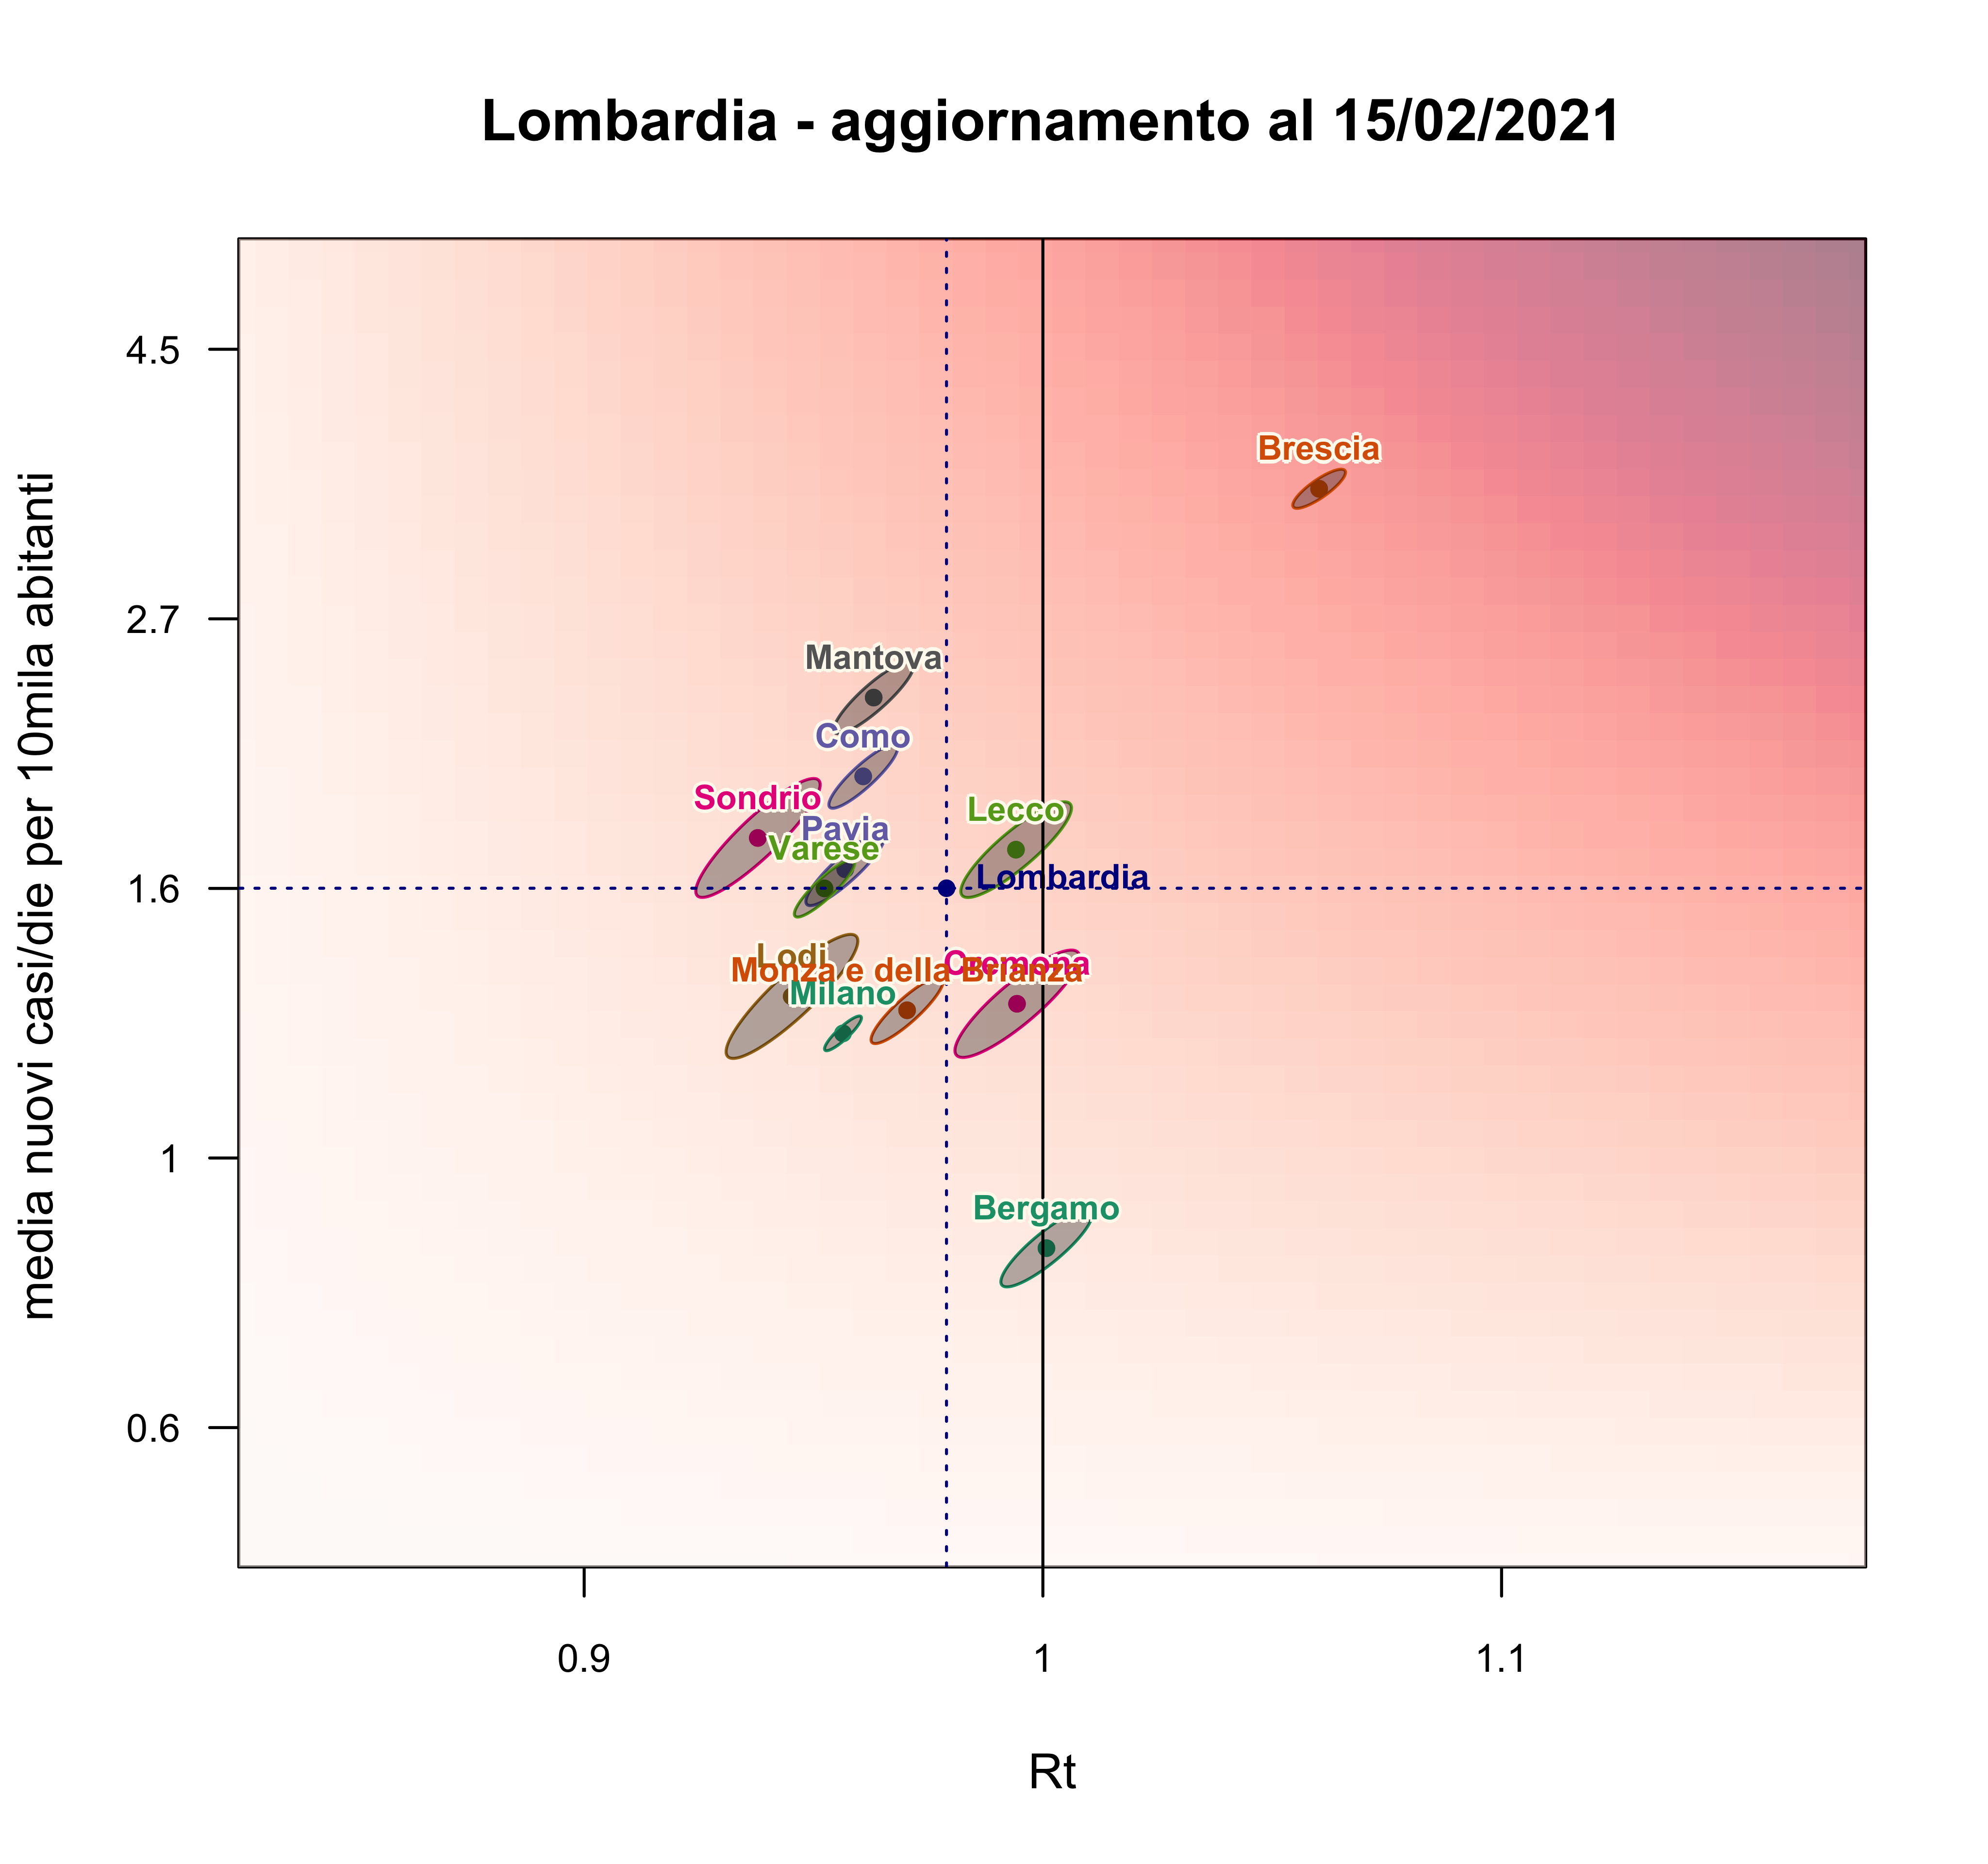 Lombardia - aggiornamento al 15/02/2021
media nuovi casi/die per 10mila abitanti
4.5
2.7
1.6
1
0.6
Brescia
Mantova
Como
Sondrio
Lecco
Pavia
Varese
Lombardia
Lodi
Cremona
Monza e della Brianza
Milano
Bergamo
0.9
1
1.1
Rt